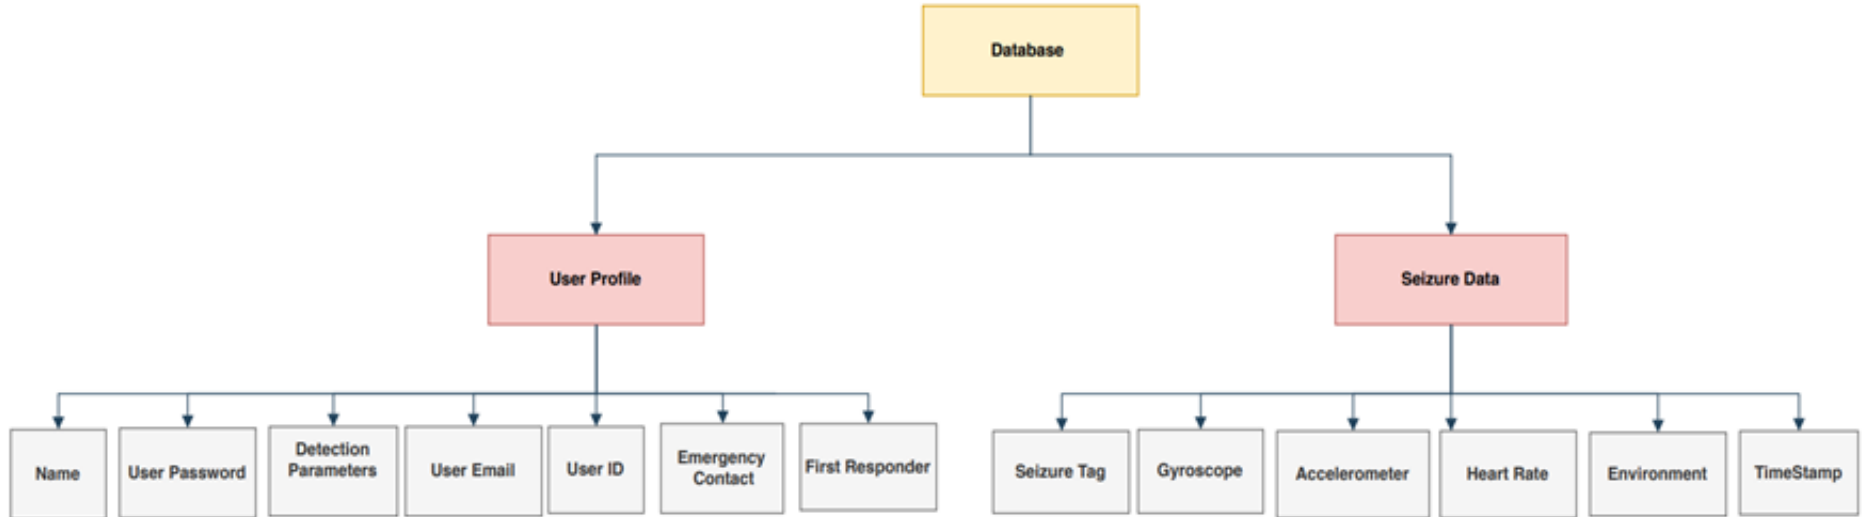 Database
User Profile
Seizure Data
Name
User Password
Detection
Parameters
User Email
User ID
Emergency
Contact
First Responder
Seizure Tag
Gyroscope
Accelerometer
Heart Rate
Environment
TimeStamp